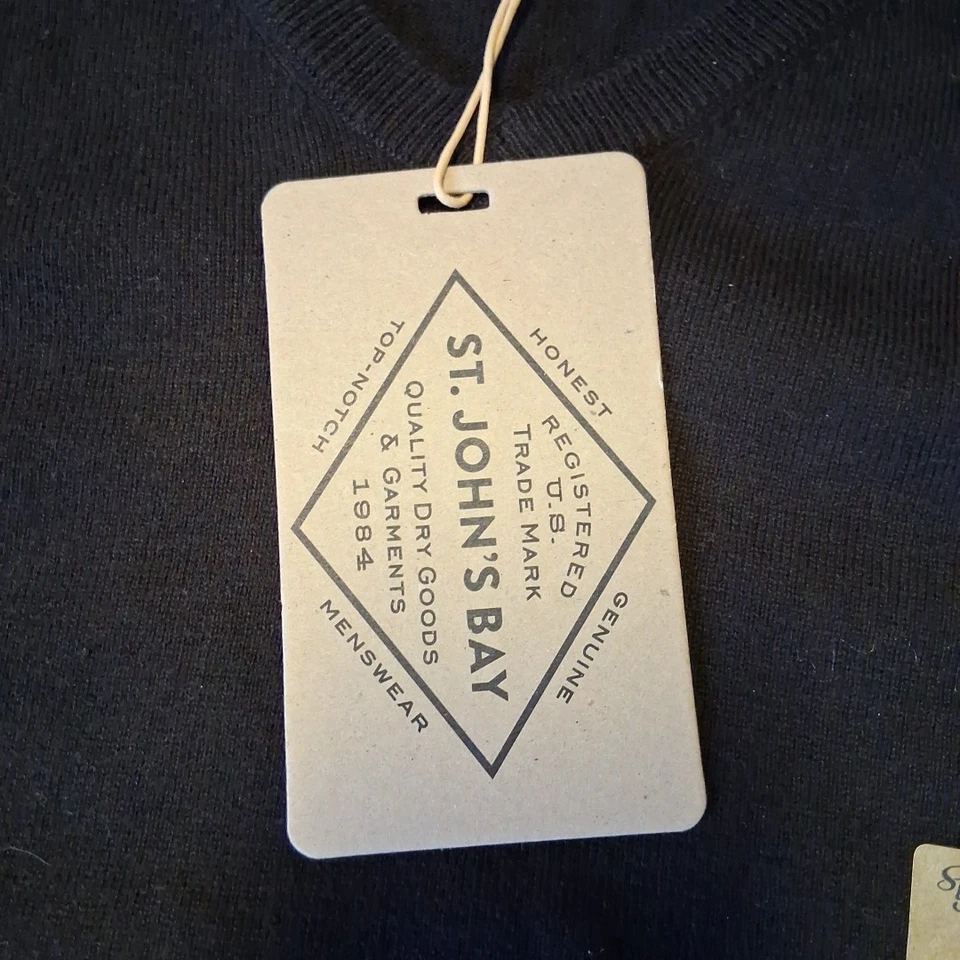 HONEST
GENUINE
REGISTERED
U.S.
TRADE MARK
ST. JOHN'S BAY
QUALITY DRY GOODS
& GARMENTS
1984
TOP-NOTCH
MENSWEAR